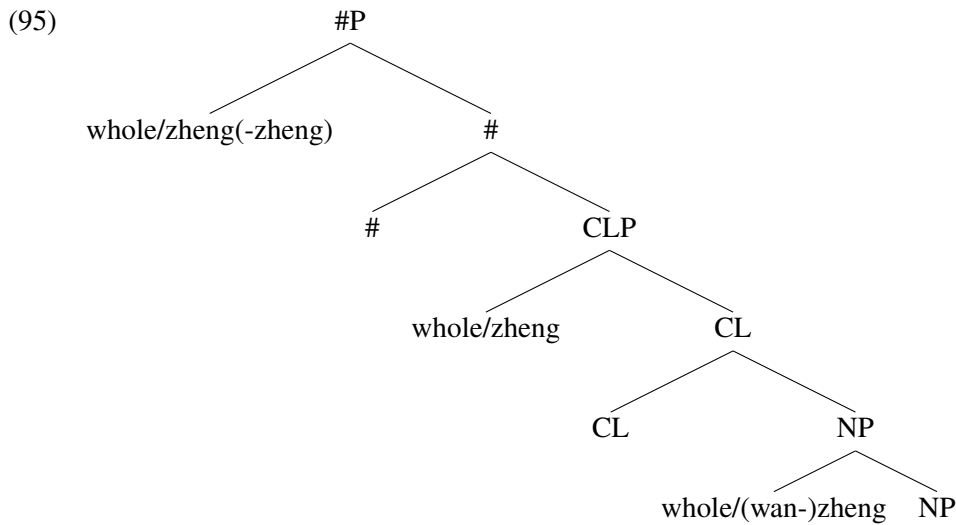 (95) #P
whole/zheng(-zheng) #
# CLP
whole/zheng CL
CL NP
whole/(wan-)zheng NP